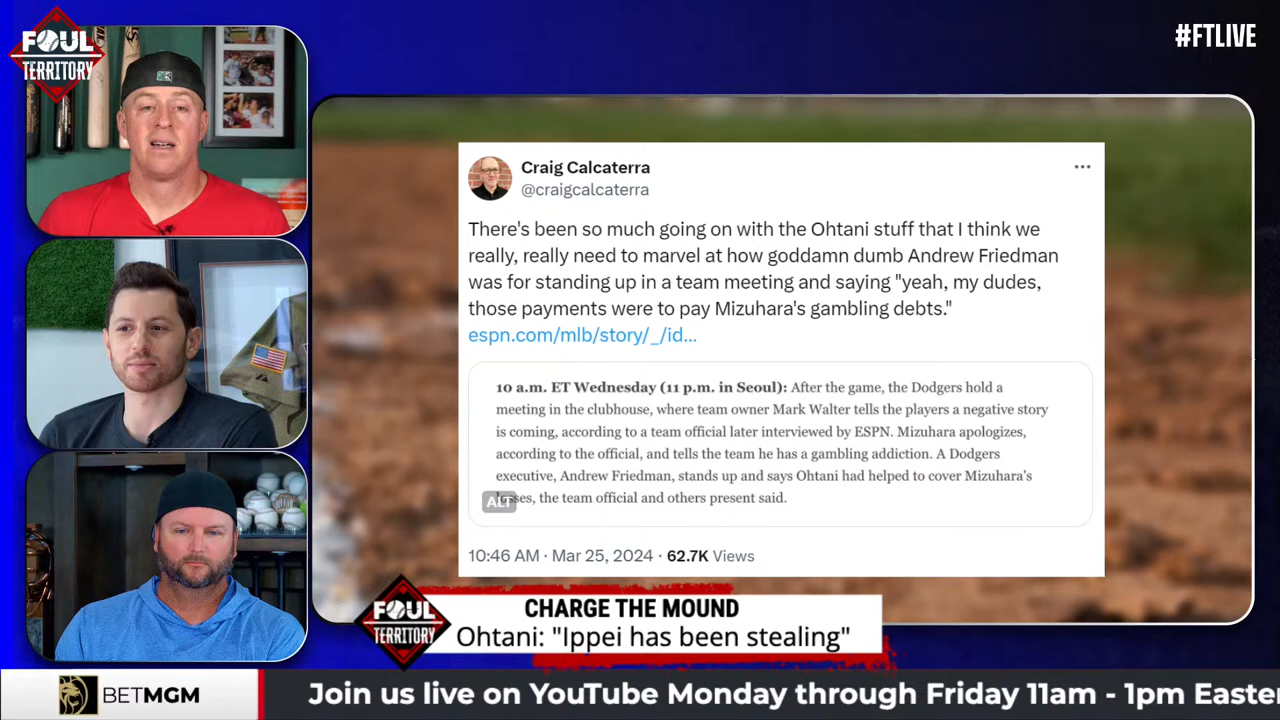 FOUL
TERRITORY
#FTLIVE
Craig Calcaterra
@craigcalcaterra
There's been so much going on with the Ohtani stuff that I think we
really, really need to marvel at how goddamn dumb Andrew Friedman
was for standing up in a team meeting and saying "yeah, my dudes,
those payments were to pay Mizuhara's gambling debts."
espn.com/mlb/story/_/id...
10 a.m. ET Wednesday (11 p.m. in Seoul): After the game, the Dodgers hold a
meeting in the clubhouse, where team owner Mark Walter tells the players a negative story
is coming, according to a team official later interviewed by ESPN. Mizuhara apologizes,
according to the official, and tells the team he has a gambling addiction. A Dodgers
executive, Andrew Friedman, stands up and says Ohtani had helped to cover Mizuhara's
losses, the team official and others present said.
ALT
10:46 AM · Mar 25, 2024 · 62.7K Views
FOUL
TERRITORY
CHARGE THE MOUND
Ohtani: "Ippei has been stealing"
BETMGM
Join us live on YouTube Monday through Friday 11am - 1pm Easte